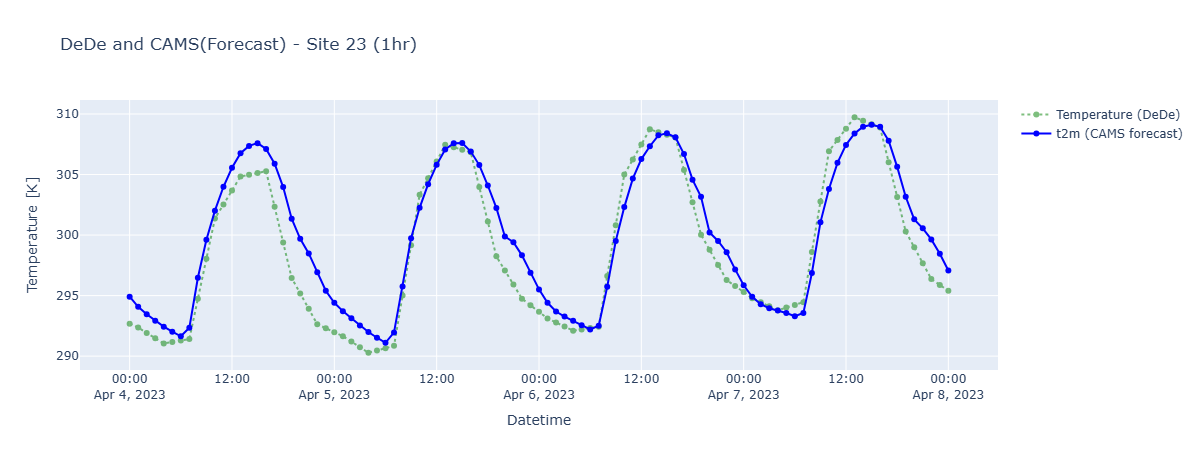 DeDe and CAMS(Forecast) - Site 23 (1hr)
Temperature (DeDe)
t2m (CAMS forecast)
Temperature [K]
310
305
300
295
290
00:00 12:00 00:00 12:00 00:00 12:00 00:00 12:00 00:00
Apr 4, 2023 Apr 5, 2023 Apr 6, 2023 Apr 7, 2023 Apr 8, 2023
Datetime